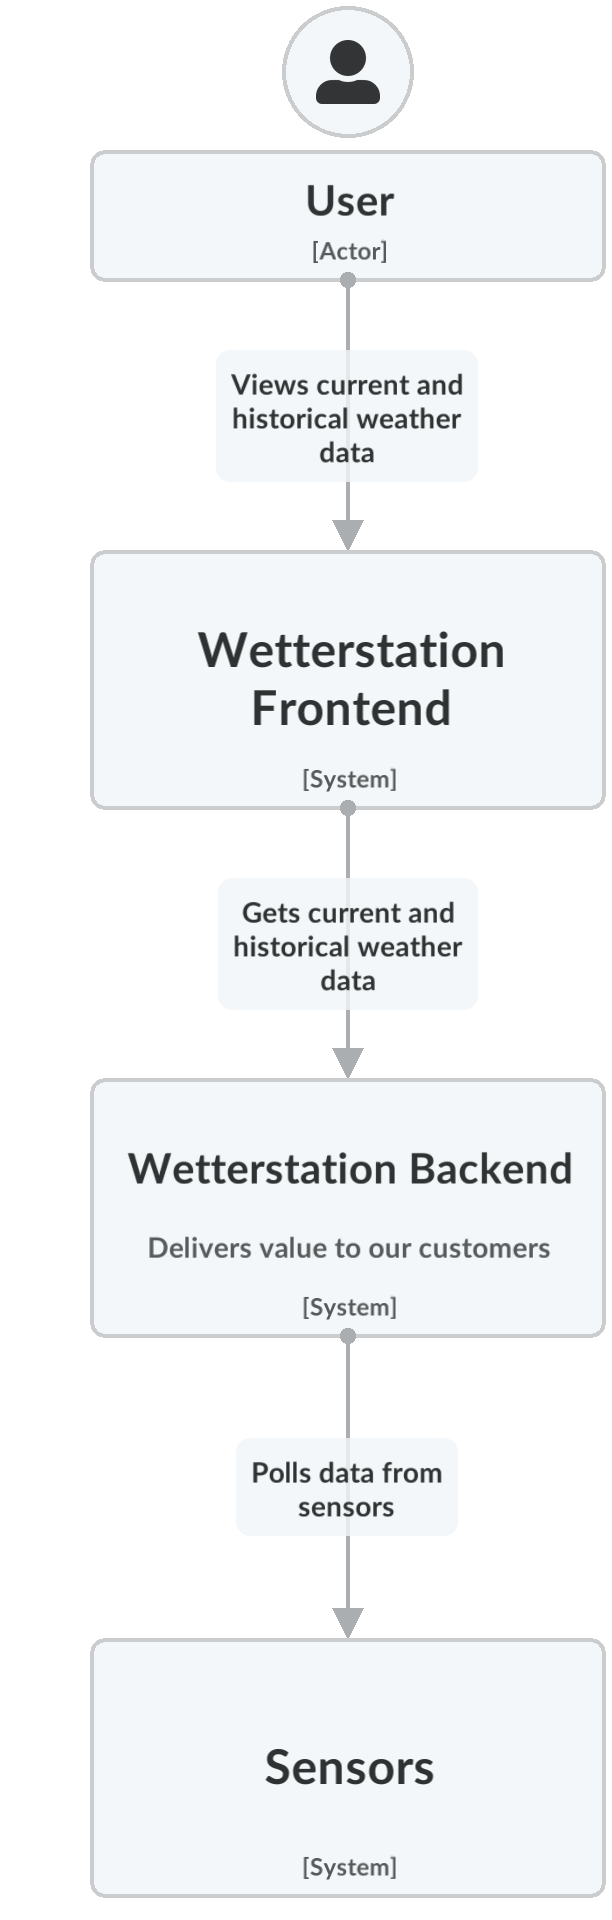 User
[Actor]
Views current and
historical weather
data
Wetterstation
Frontend
[System]
Gets current and
historical weather
data
Wetterstation Backend
Delivers value to our customers
[System]
Polls data from
sensors
Sensors
[System]